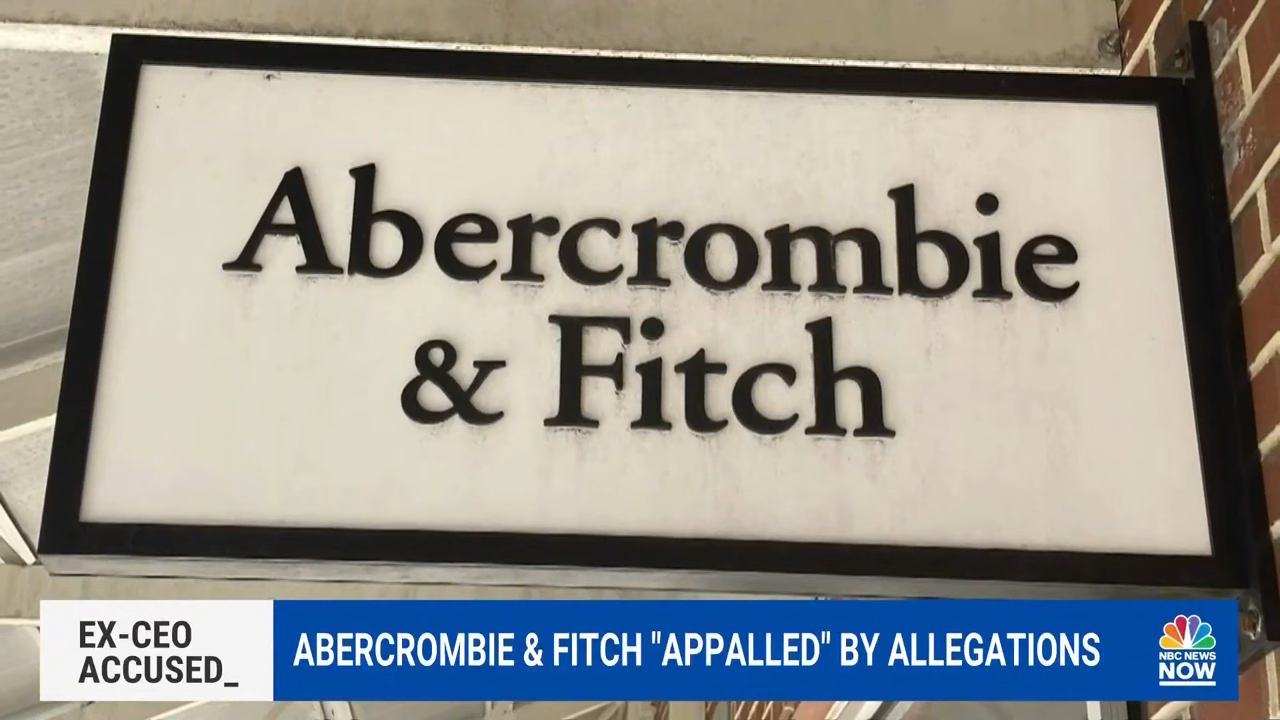 Abercrombie
& Fitch
EX-CEO
ACCUSED_
ABERCROMBIE & FITCH "APPALLED" BY ALLEGATIONS
NBC NEWS
NOW